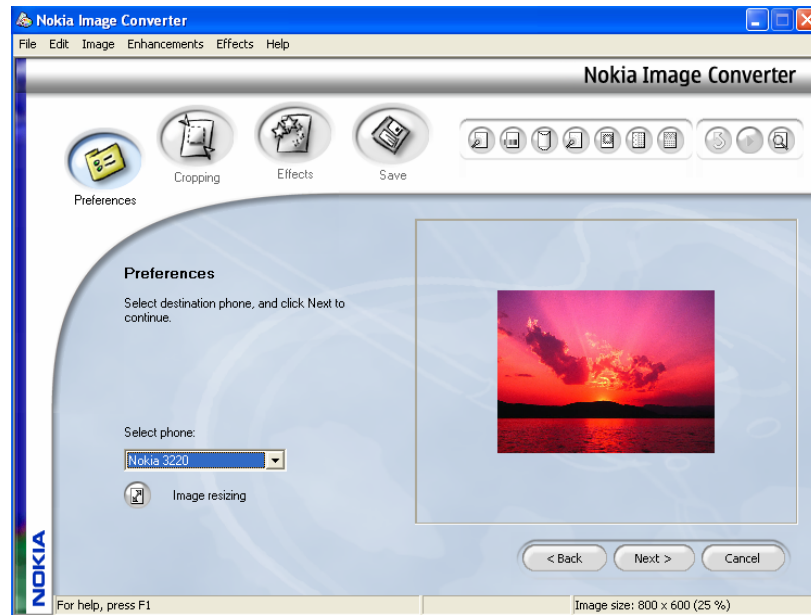 Nokia Image Converter
File Edit Image Enhancements Effects Help
Nokia Image Converter
Preferences
Cropping
Effects
Save
Preferences
Select destination phone, and click Next to
continue.
Select phone:
Nokia 3220
Image resizing
< Back Next > Cancel
NOKIA
For help, press F1
Image size: 800 x 600 (25 %)